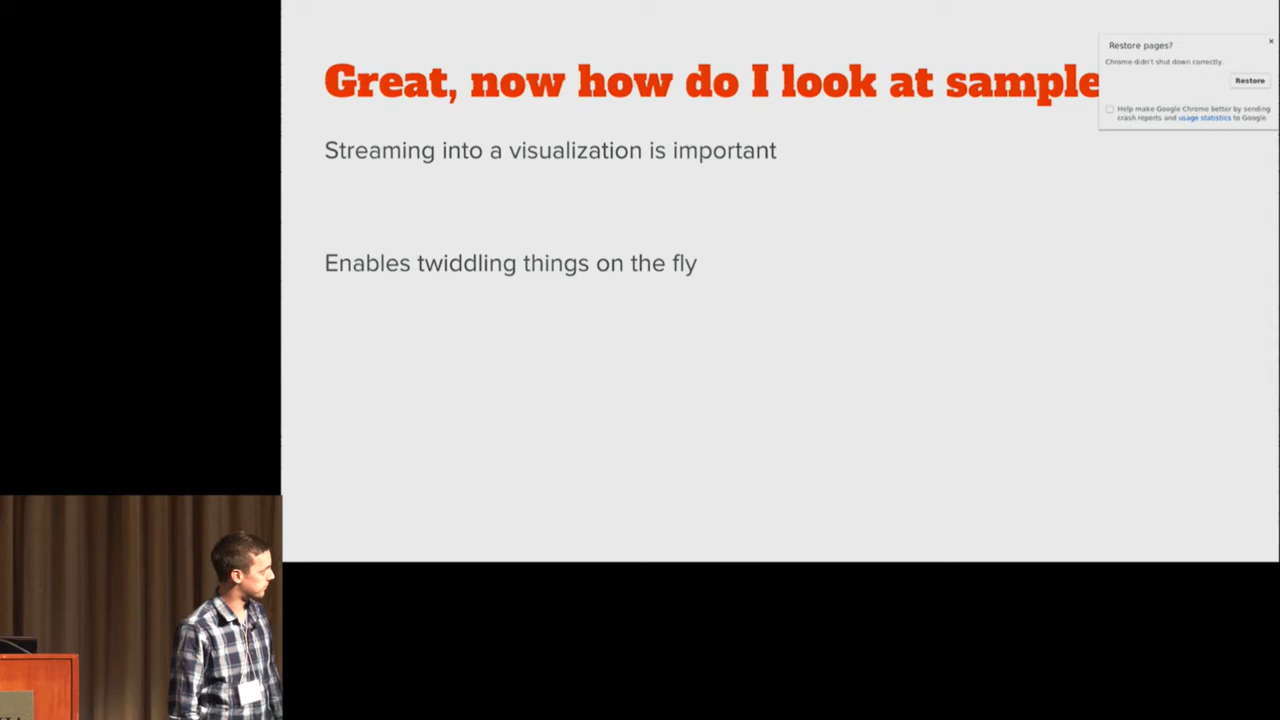 Great, now how do I look at sample
Streaming into a visualization is important
Enables twiddling things on the fly
Restore pages?
Chrome didn't shut down correctly.
Restore
Help make Google Chrome better by sending
crash reports and usage statistics to Google